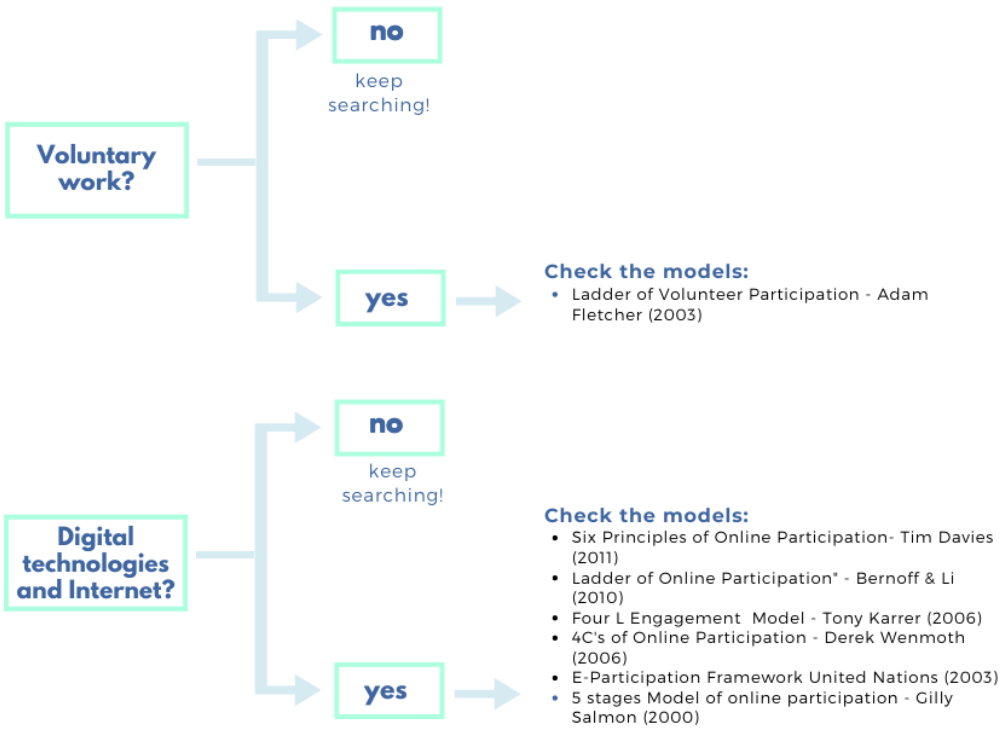 no
keep
searching!
Voluntary
work?
yes
Check the models:
• Ladder of Volunteer Participation - Adam
Fletcher (2003)
no
keep
searching!
Digital
technologies
and Internet?
yes
Check the models:
• Six Principles of Online Participation- Tim Davies
(2011)
• Ladder of Online Participation" - Bernoff & Li
(2010)
• Four L Engagement  Model - Tony Karrer (2006)
• 4C's of Online Participation - Derek Wenmoth
(2006)
• E-Participation Framework United Nations (2003)
• 5 stages Model of online participation - Gilly
Salmon (2000)